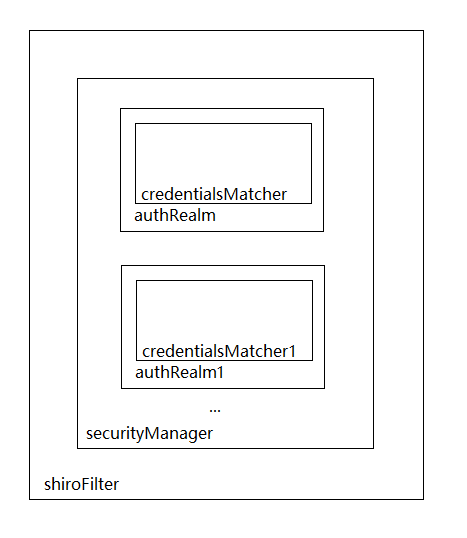 credentialsMatcher
authRealm
credentialsMatcher1
authRealm1
...
securityManager
shiroFilter